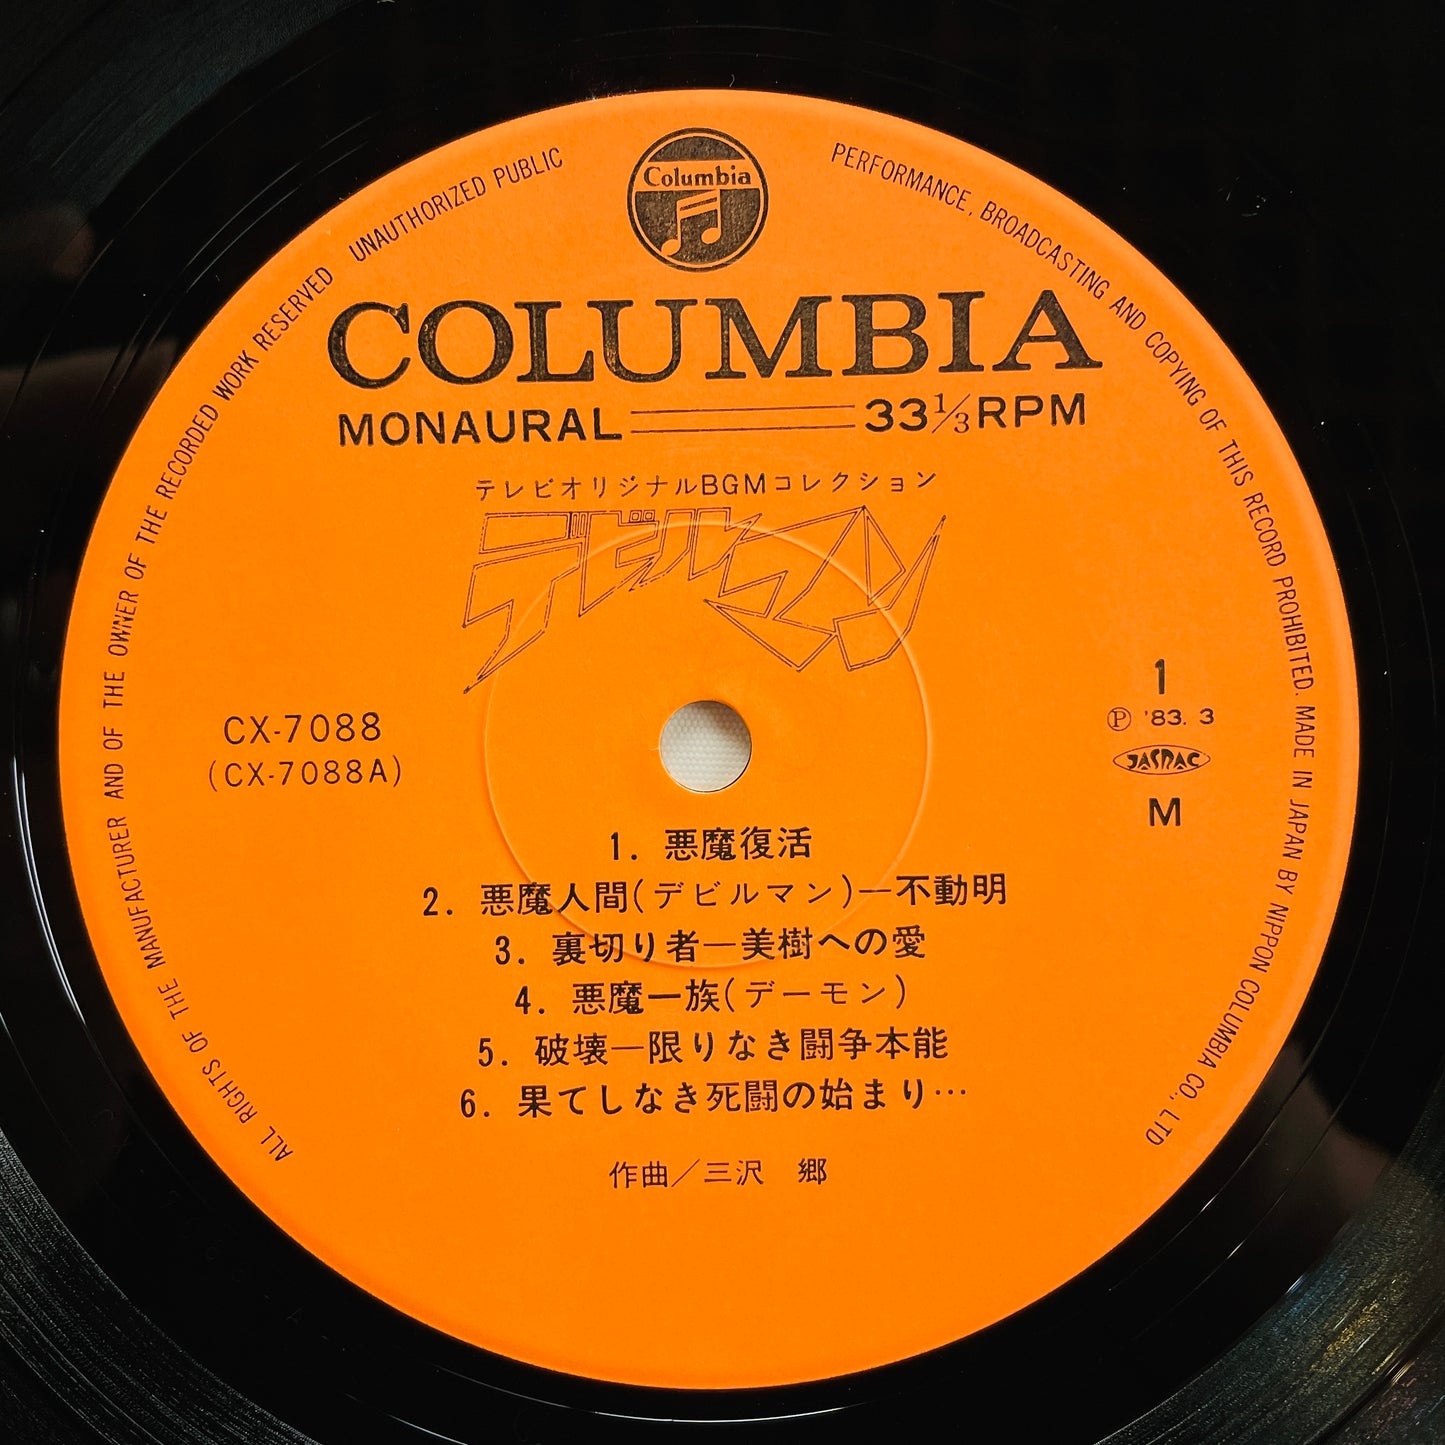 ALL RIGHTS OF THE MANUFACTURER AND OF THE OWNER OF THE RECORDED WORK RESERVED UNAUTHORIZED PUBLIC PERFORMANCE, BROADCASTING AND COPYING OF THIS RECORD PROHIBITED. MADE IN JAPAN BY NIPPON COLUMBIA CO., LTD
Columbia
COLUMBIA
MONAURAL 33 1/3 RPM
テレビオリジナルBGMコレクション
デビルマン
CX-7088
(CX-7088A)
1
Ⓟ '83. 3
JASRAC
M
1. 悪魔復活
2. 悪魔人間(デビルマン)—不動明
3. 裏切り者—美樹への愛
4. 悪魔一族(デーモン)
5. 破壊—限りなき闘争本能
6. 果てしなき死闘の始まり…
作曲／三沢 郷